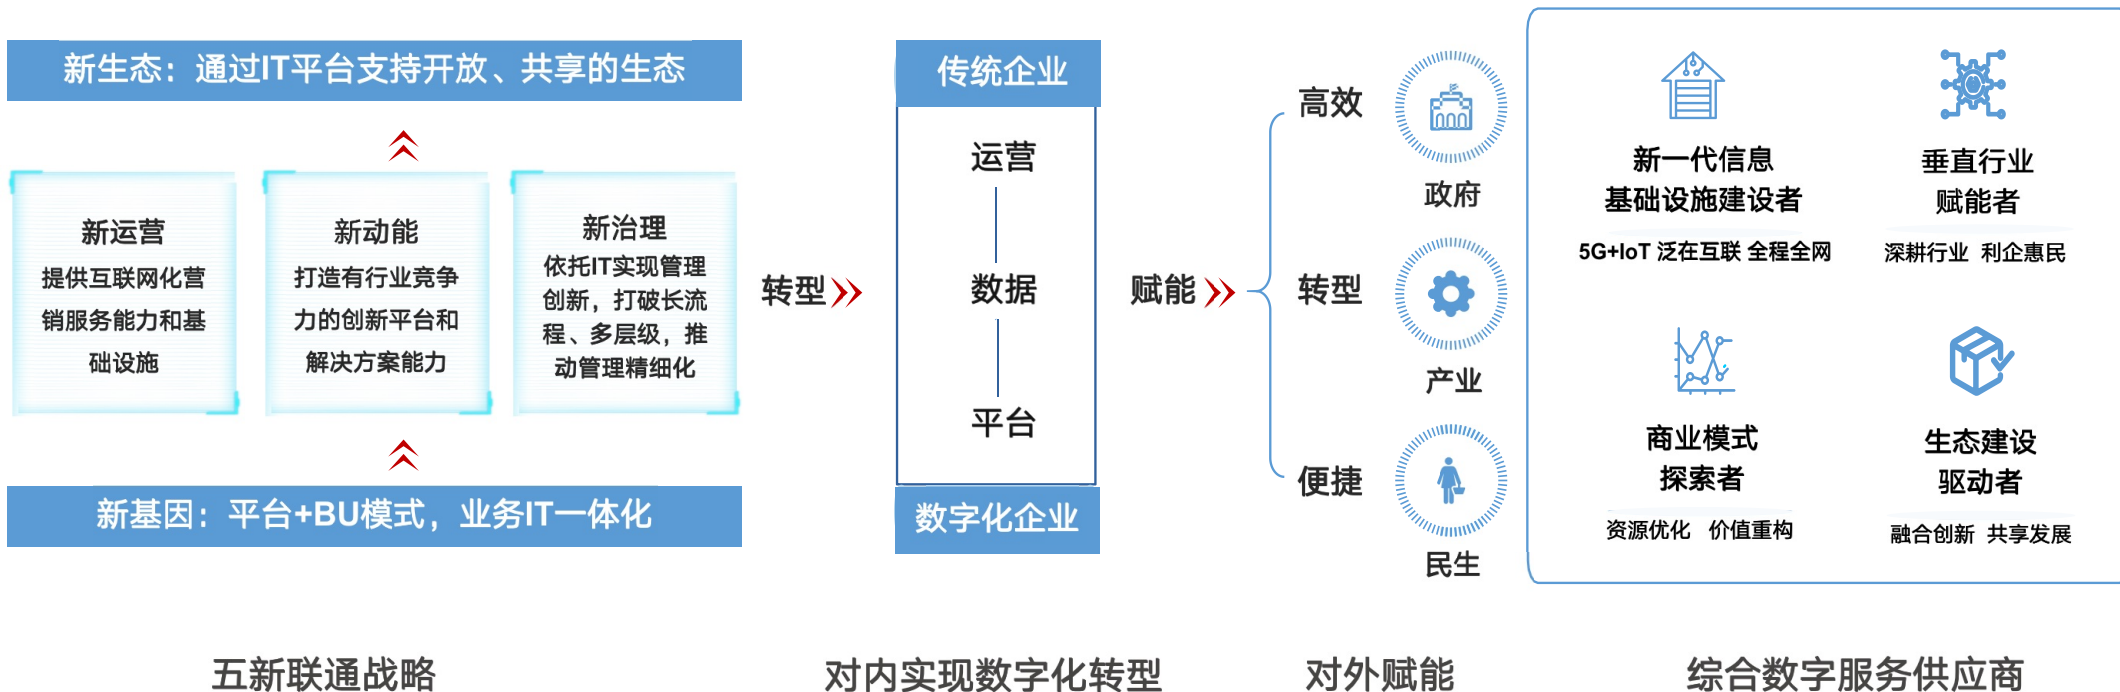 新生态：通过IT平台支持开放、共享的生态
新运营
提供互联网化营
销服务能力和基
础设施
新动能
打造有行业竞争
力的创新平台和
解决方案能力
新治理
依托IT实现管理
创新，打破长流
程、多层级，推
动管理精细化
新基因：平台+BU模式，业务IT一体化
五新联通战略
转型
传统企业
运营
数据
平台
数字化企业
对内实现数字化转型
赋能
高效
政府
转型
产业
便捷
民生
对外赋能
新一代信息
基础设施建设者
5G+IoT 泛在互联 全程全网
垂直行业
赋能者
深耕行业 利企惠民
商业模式
探索者
资源优化 价值重构
生态建设
驱动者
融合创新 共享发展
综合数字服务供应商